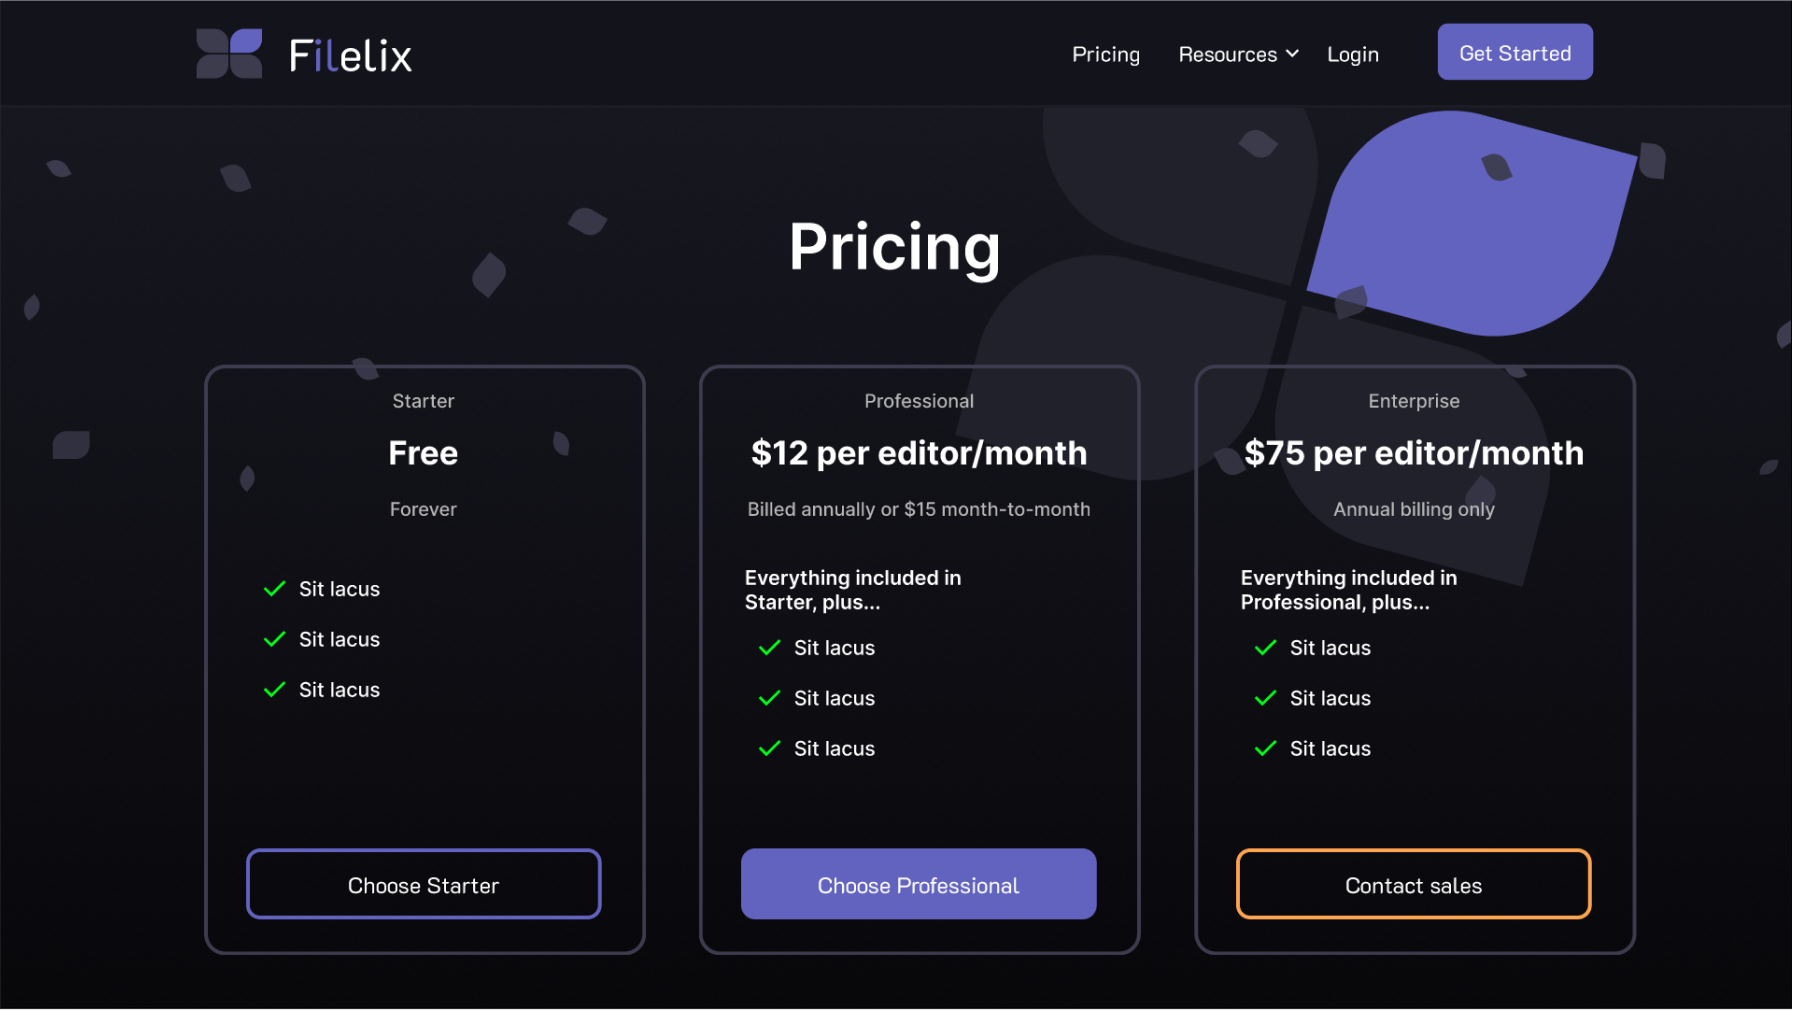 Filelix
Pricing
Resources
Login
Get Started
Pricing
Starter
Free
Forever
Sit lacus
Sit lacus
Sit lacus
Choose Starter
Professional
$12 per editor/month
Billed annually or $15 month-to-month
Everything included in
Starter, plus...
Sit lacus
Sit lacus
Sit lacus
Choose Professional
Enterprise
$75 per editor/month
Annual billing only
Everything included in
Professional, plus...
Sit lacus
Sit lacus
Sit lacus
Contact sales